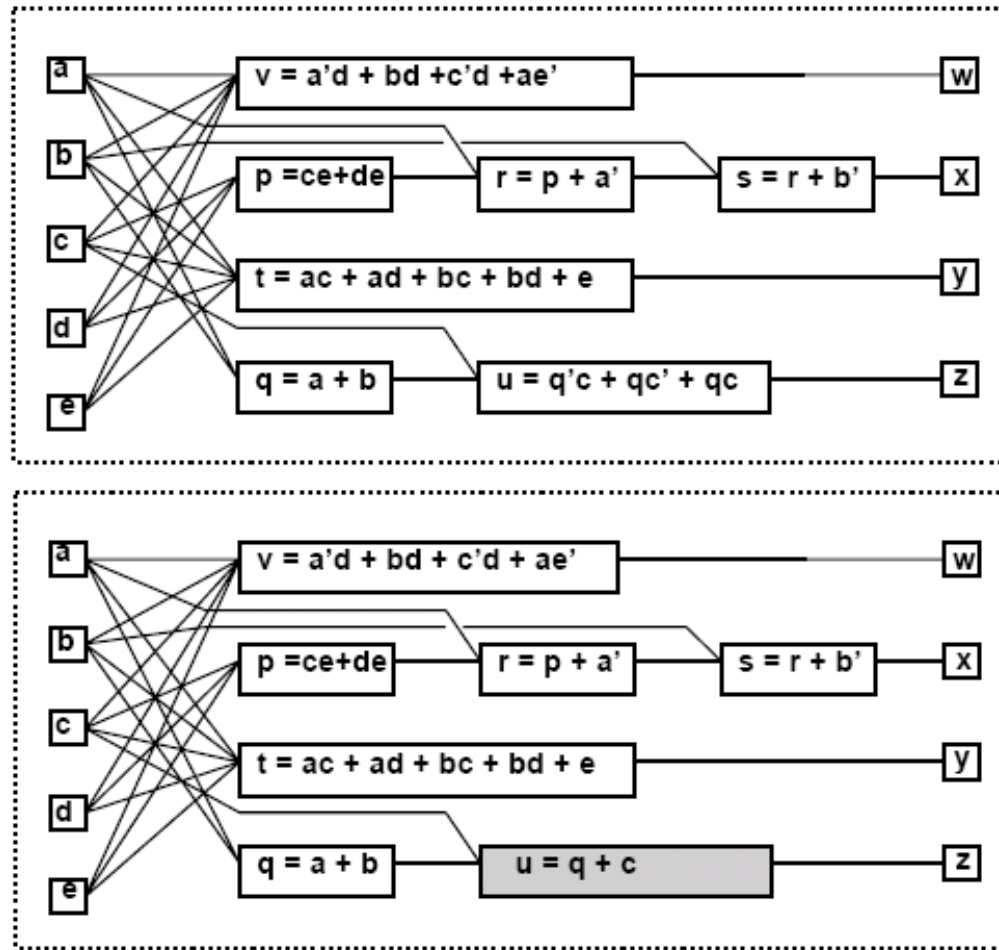 a
v = a’d + bd +c’d +ae’
w
b
p =ce+de
r = p + a’
s = r + b’
x
c
t = ac + ad + bc + bd + e
y
d
q = a + b
u = q’c + qc’ + qc
z
e
a
v = a’d + bd + c’d + ae’
w
b
p =ce+de
r = p + a’
s = r + b’
x
c
t = ac + ad + bc + bd + e
y
d
q = a + b
u = q + c
z
e